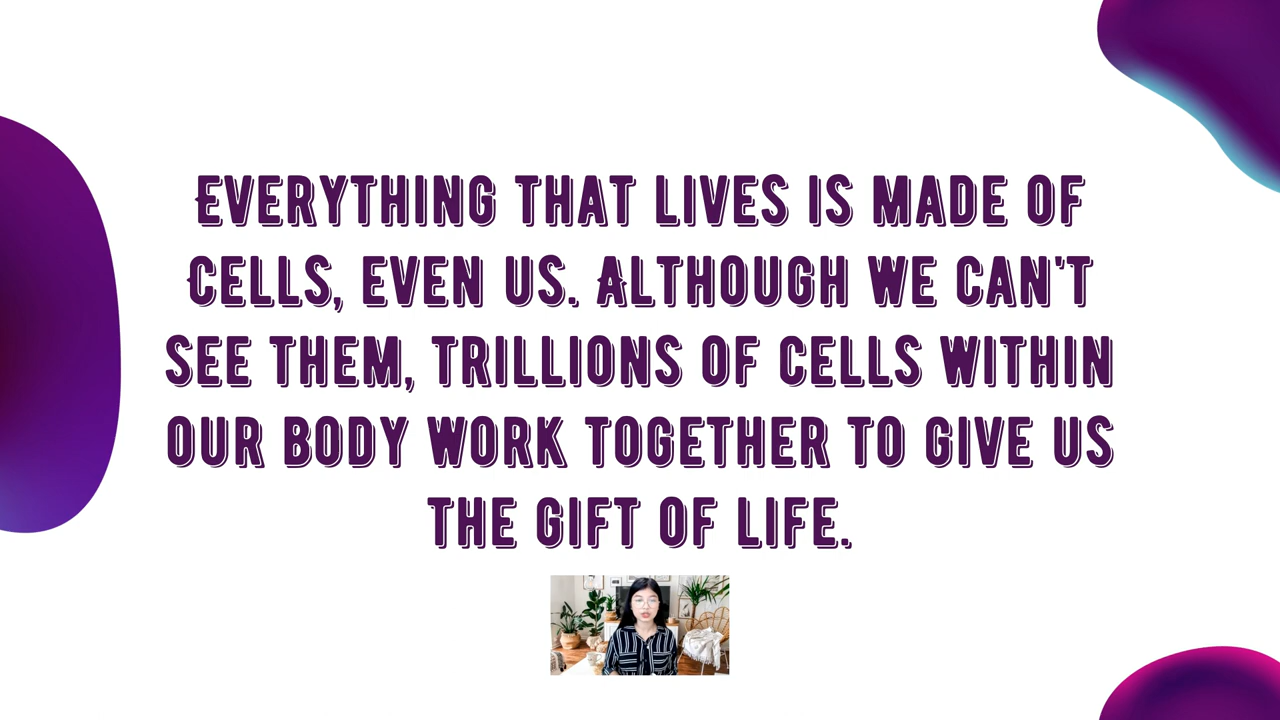 Everything that lives is made of
Cells, even us. Although we can't
see them, trillions of cells within
our body work together to give us
the gift of life.